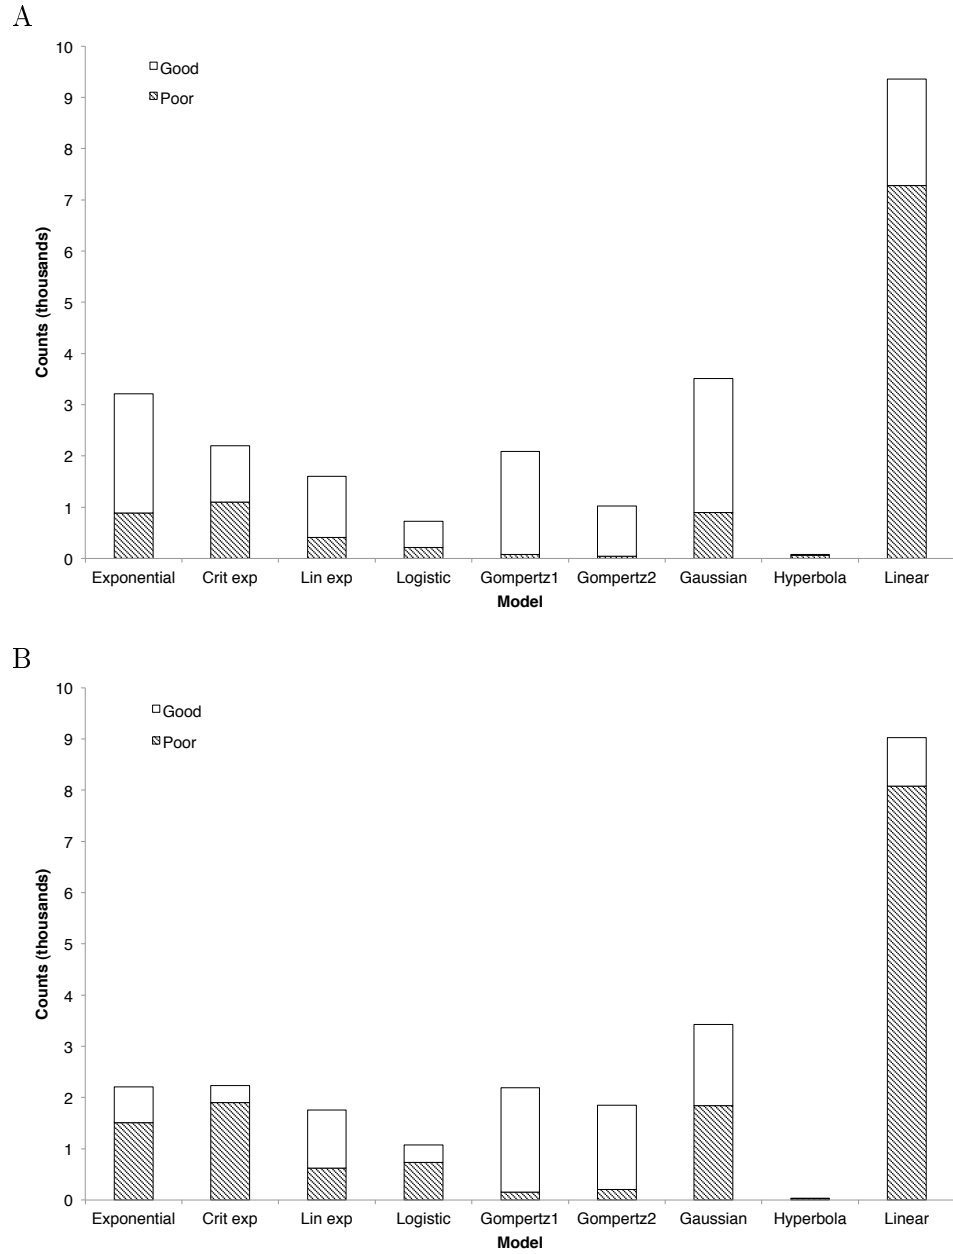 A
10
9
8
7
6
5
4
3
2
1
0
Counts (thousands)
Good
Poor
Exponential Crit exp Lin exp Logistic Gompertz1 Gompertz2 Gaussian Hyperbola Linear
Model
B
10
9
8
7
6
5
4
3
2
1
0
Counts (thousands)
Good
Poor
Exponential Crit exp Lin exp Logistic Gompertz1 Gompertz2 Gaussian Hyperbola Linear
Model